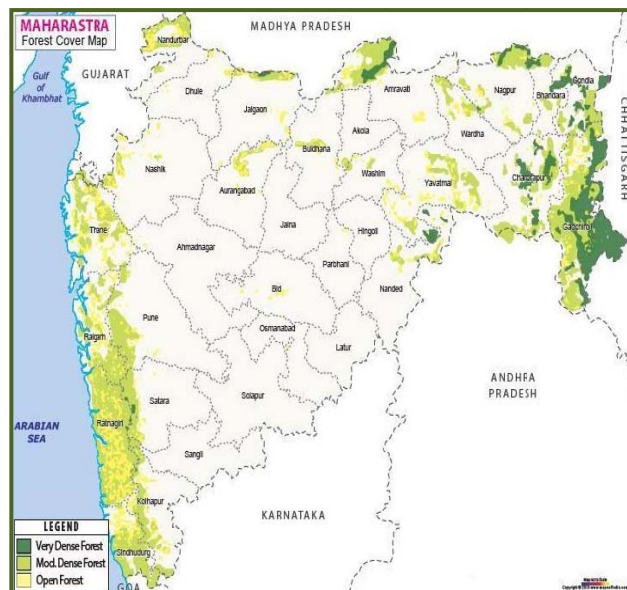 MAHARASTRA
Forest Cover Map
MADHYA PRADESH
Nandurbar
Gulf
of
Khambhat
GUJARAT
Dhule
Jalgaon
Amravati
Nagpur
Bhandara
Gondia
CHHATTISGARH
Akola
Wardha
Buldhana
Nashik
Washim
Yavatmal
Chandrapur
Aurangabad
Gadchiroli
Thane
Jalna
Hingoli
Ahmadnagar
Parbhani
Nanded
Bid
Pune
Raigarh
Osmanabad
Latur
ANDHRA
PRADESH
Satara
Solapur
Ratnagiri
ARABIAN
SEA
Sangli
Kolhapur
KARNATAKA
LEGEND
Very Dense Forest
Mod. Dense Forest
Open Forest
Sindhudurg
GOA